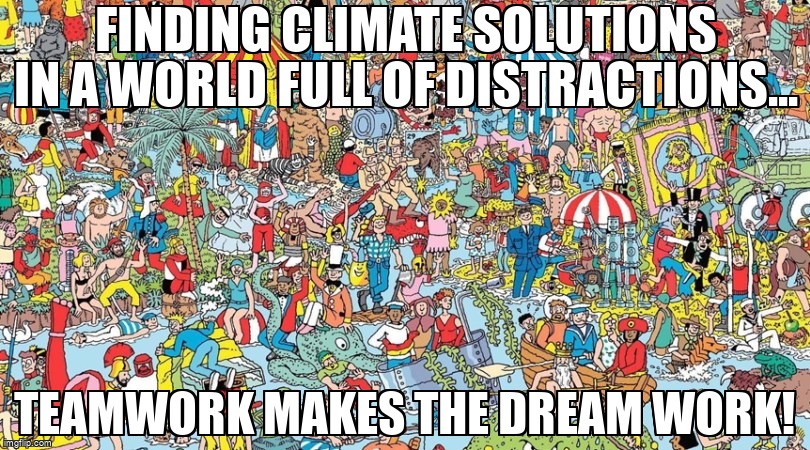 FINDING CLIMATE SOLUTIONS
IN A WORLD FULL OF DISTRACTIONS...
TEAMWORK MAKES THE DREAM WORK!
imgflip.com